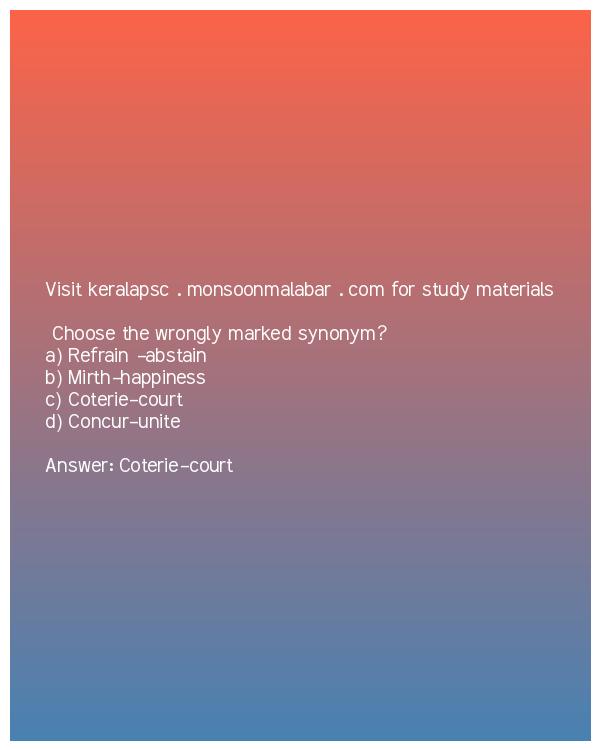 Visit keralapsc . monsoonmalabar . com for study materials
Choose the wrongly marked synonym?
a) Refrain -abstain
b) Mirth-happiness
c) Coterie-court
d) Concur-unite
Answer: Coterie-court